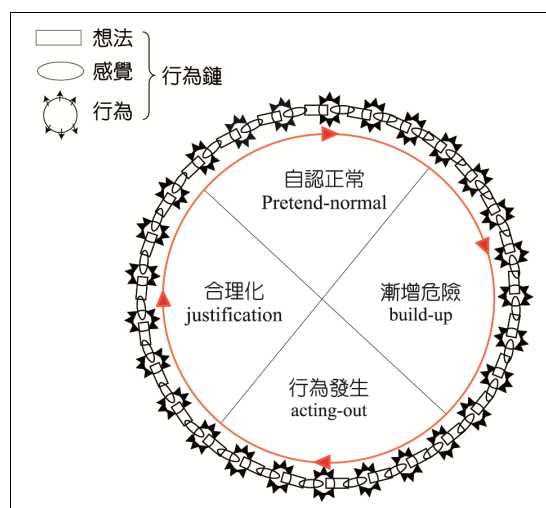 想法
感覺
行為
行為鏈
自認正常
Pretend-normal
合理化
justification
漸增危險
build-up
行為發生
acting-out